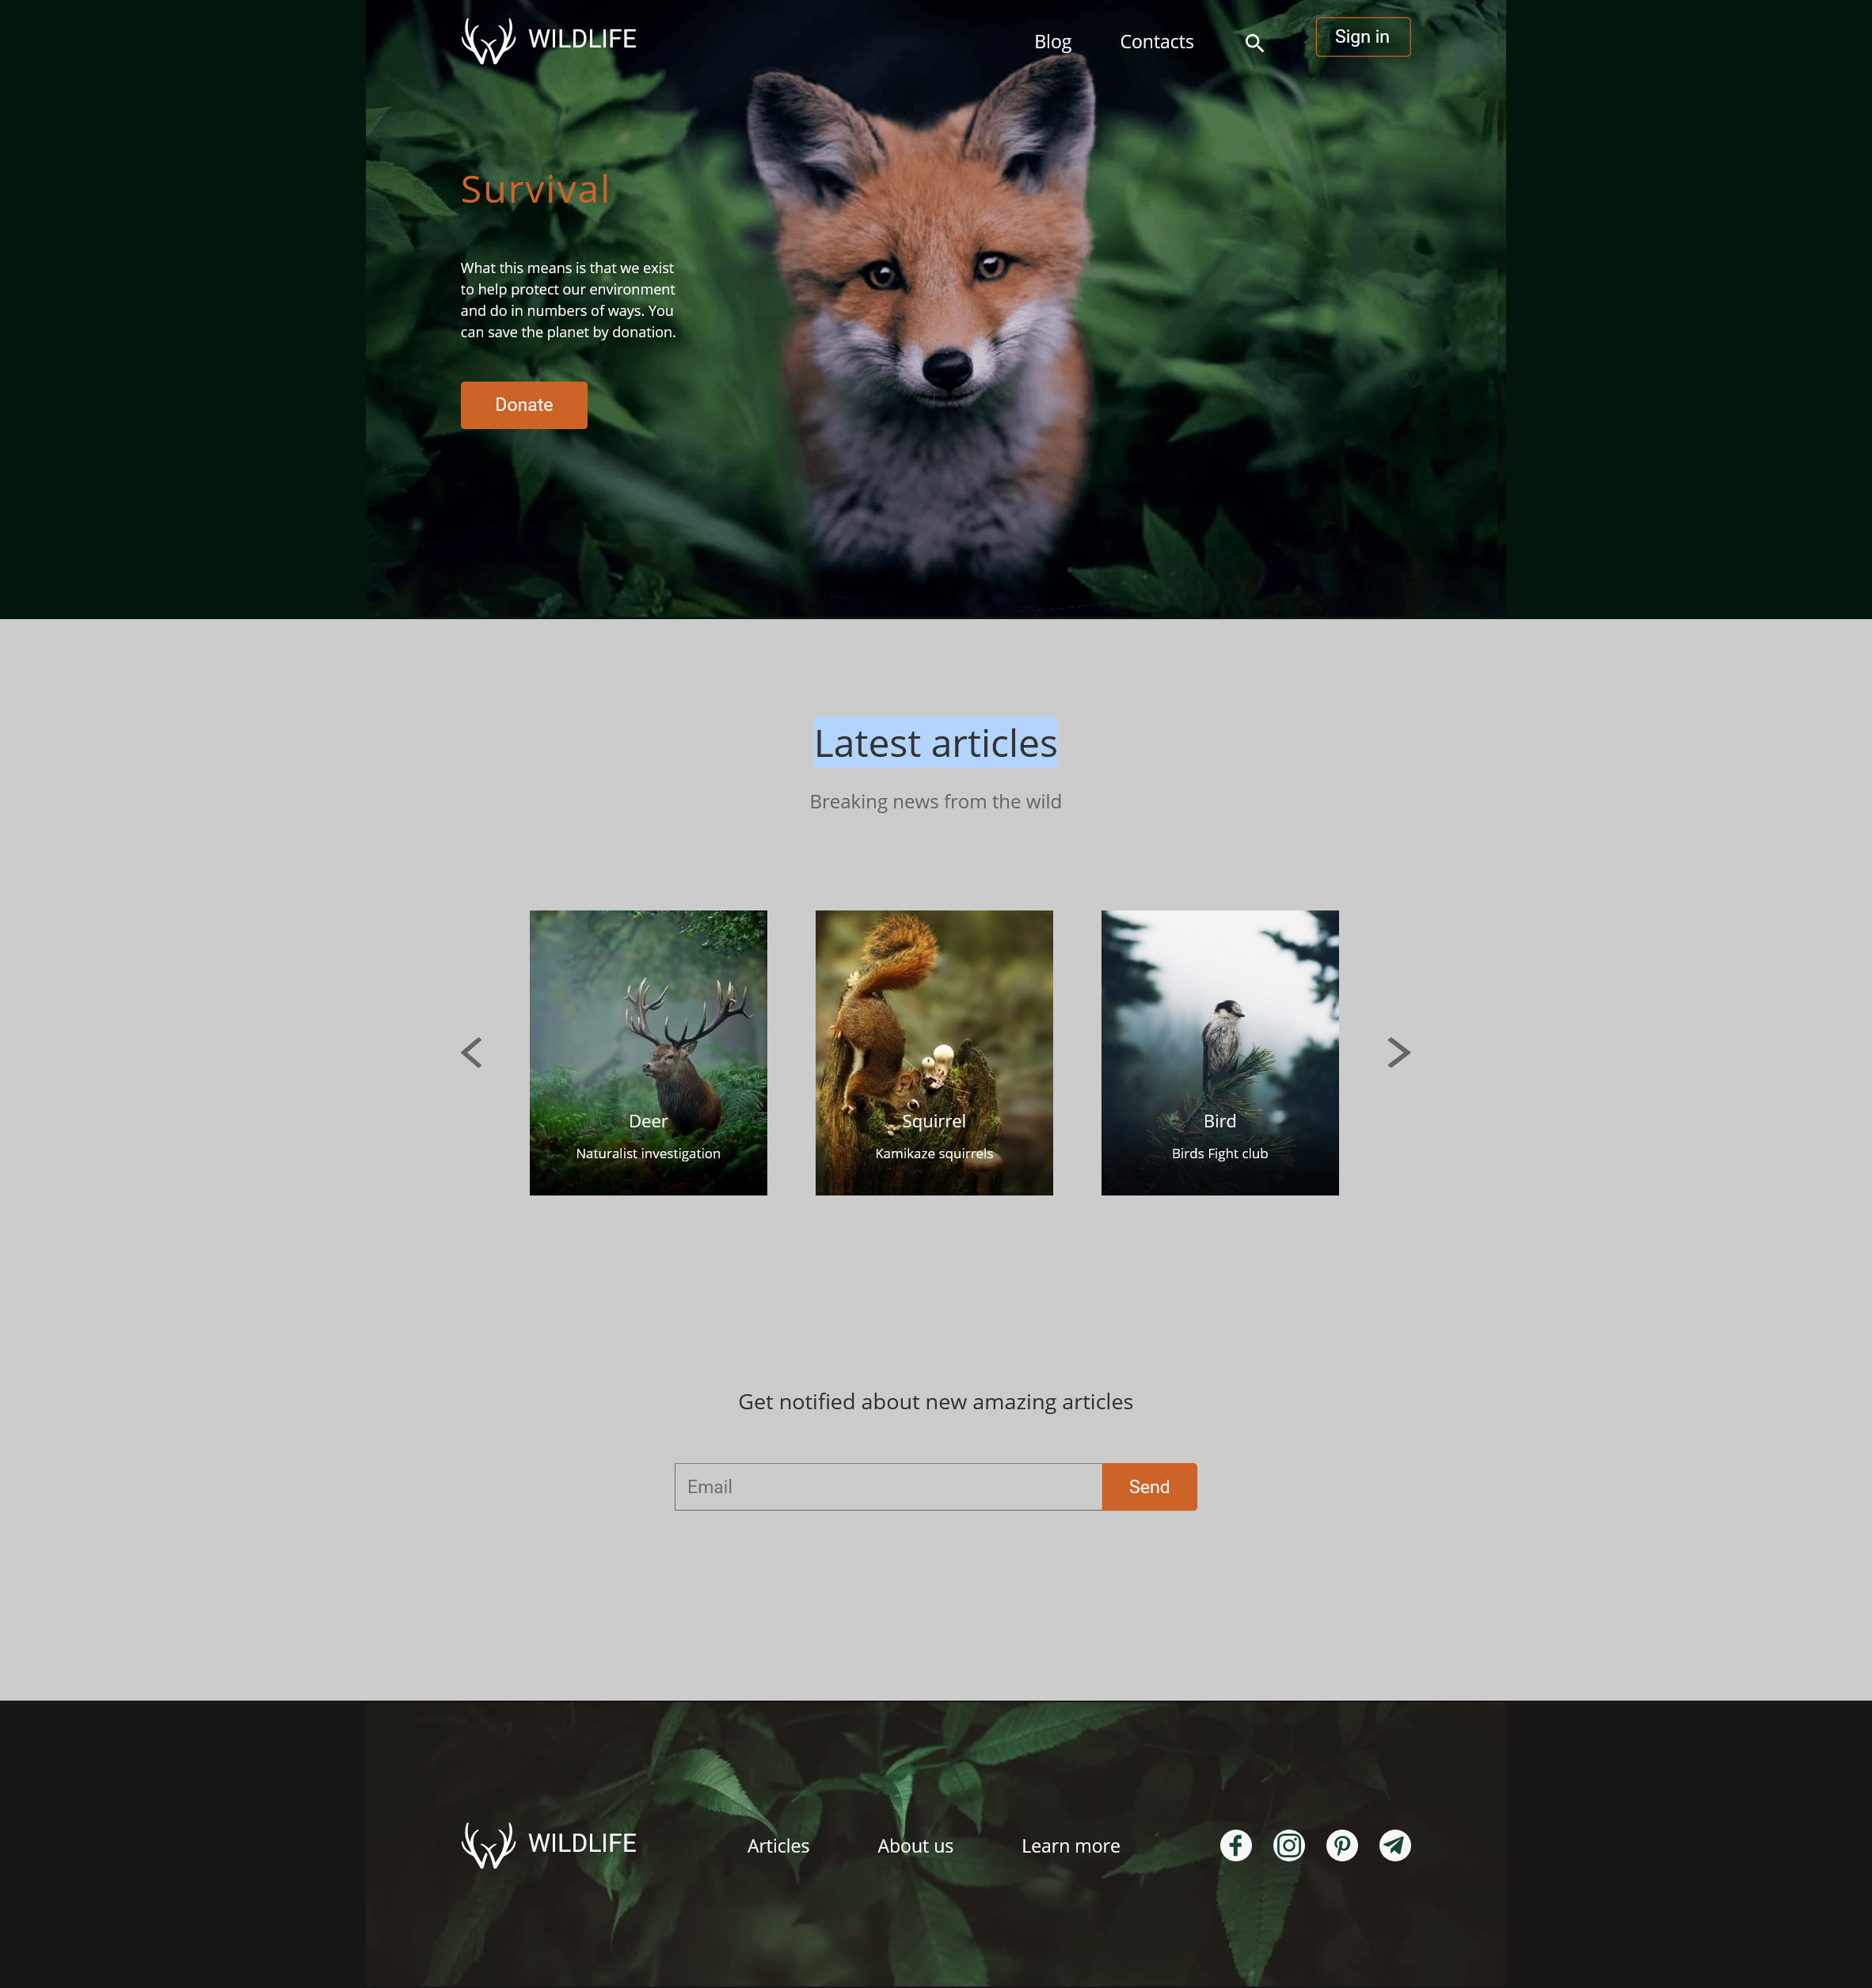 WILDLIFE
Blog
Contacts
Sign in
Survival
What this means is that we exist
to help protect our environment
and do in numbers of ways. You
can save the planet by donation.
Donate
Latest articles
Breaking news from the wild
Deer
Naturalist investigation
Squirrel
Kamikaze squirrels
Bird
Birds Fight club
Get notified about new amazing articles
Email
Send
WILDLIFE
Articles
About us
Learn more